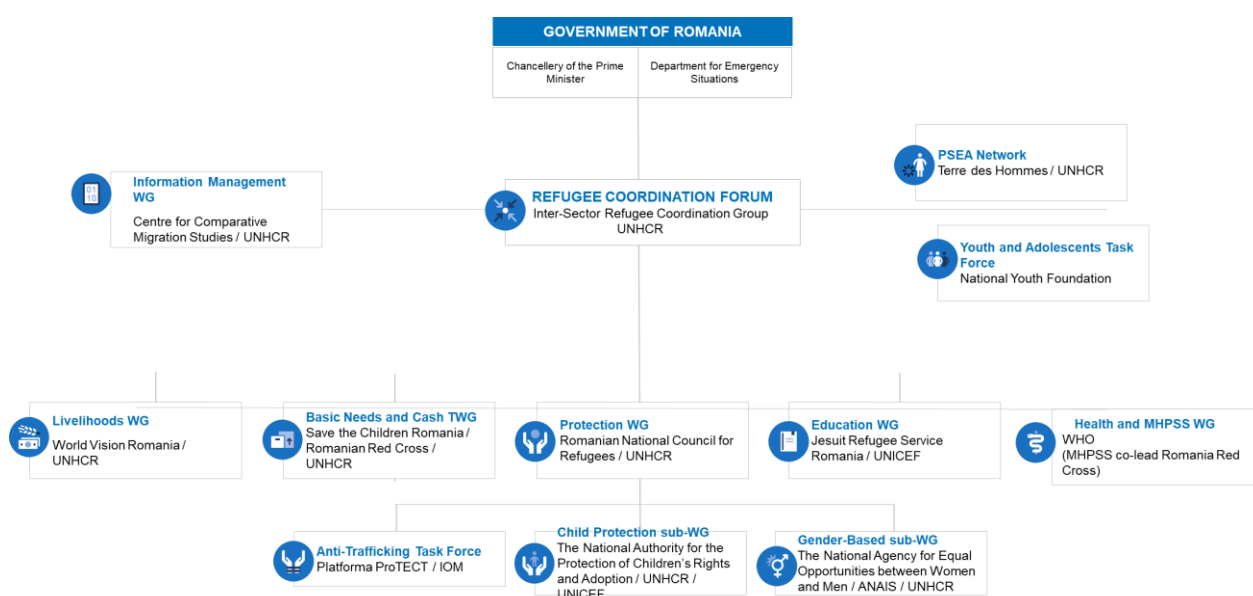 GOVERNMENT OF ROMANIA
Chancellery of the Prime
Minister
Department for Emergency
Situations
PSEA Network
Terre des Hommes / UNHCR
Information Management
WG
Centre for Comparative
Migration Studies / UNHCR
01
10
REFUGEE COORDINATION FORUM
Inter-Sector Refugee Coordination Group
UNHCR
Youth and Adolescents Task
Force
National Youth Foundation
Livelihoods WG
World Vision Romania /
UNHCR
Basic Needs and Cash TWG
Save the Children Romania /
Romanian Red Cross /
UNHCR
Protection WG
Romanian National Council for
Refugees / UNHCR
Education WG
Jesuit Refugee Service
Romania / UNICEF
Health and MHPSS WG
WHO
(MHPSS co-lead Romania Red
Cross)
Anti-Trafficking Task Force
Platforma ProTECT / IOM
Child Protection sub-WG
The National Authority for the
Protection of Children's Rights
and Adoption / UNHCR /
UNICEF
Gender-Based sub-WG
The National Agency for Equal
Opportunities between Women
and Men / ANAIS / UNHCR